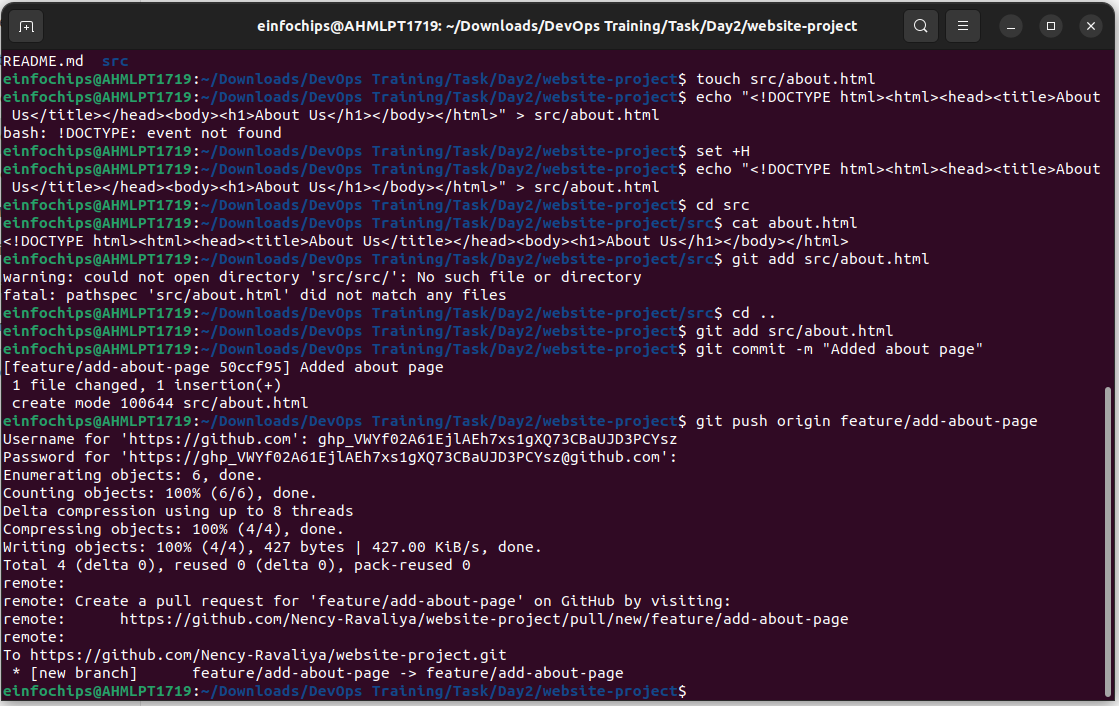 einfochips@AHMLPT1719: ~/Downloads/DevOps Training/Task/Day2/website-project
README.md  src
einfochips@AHMLPT1719:~/Downloads/DevOps Training/Task/Day2/website-project$ touch src/about.html
einfochips@AHMLPT1719:~/Downloads/DevOps Training/Task/Day2/website-project$ echo "<!DOCTYPE html><html><head><title>About
 Us</title></head><body><h1>About Us</h1></body></html>" > src/about.html
bash: !DOCTYPE: event not found
einfochips@AHMLPT1719:~/Downloads/DevOps Training/Task/Day2/website-project$ set +H
einfochips@AHMLPT1719:~/Downloads/DevOps Training/Task/Day2/website-project$ echo "<!DOCTYPE html><html><head><title>About
 Us</title></head><body><h1>About Us</h1></body></html>" > src/about.html
einfochips@AHMLPT1719:~/Downloads/DevOps Training/Task/Day2/website-project$ cd src
einfochips@AHMLPT1719:~/Downloads/DevOps Training/Task/Day2/website-project/src$ cat about.html
<!DOCTYPE html><html><head><title>About Us</title></head><body><h1>About Us</h1></body></html>
einfochips@AHMLPT1719:~/Downloads/DevOps Training/Task/Day2/website-project/src$ git add src/about.html
warning: could not open directory 'src/src/': No such file or directory
fatal: pathspec 'src/about.html' did not match any files
einfochips@AHMLPT1719:~/Downloads/DevOps Training/Task/Day2/website-project/src$ cd ..
einfochips@AHMLPT1719:~/Downloads/DevOps Training/Task/Day2/website-project$ git add src/about.html
einfochips@AHMLPT1719:~/Downloads/DevOps Training/Task/Day2/website-project$ git commit -m "Added about page"
[feature/add-about-page 50ccf95] Added about page
 1 file changed, 1 insertion(+)
 create mode 100644 src/about.html
einfochips@AHMLPT1719:~/Downloads/DevOps Training/Task/Day2/website-project$ git push origin feature/add-about-page
Username for 'https://github.com': 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
Password for 'https://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@github.com':
Enumerating objects: 6, done.
Counting objects: 100% (6/6), done.
Delta compression using up to 8 threads
Compressing objects: 100% (4/4), done.
Writing objects: 100% (4/4), 427 bytes | 427.00 KiB/s, done.
Total 4 (delta 0), reused 0 (delta 0), pack-reused 0
remote:
remote: Create a pull request for 'feature/add-about-page' on GitHub by visiting:
remote:      https://github.com/Nency-Ravaliya/website-project/pull/new/feature/add-about-page
remote:
To https://github.com/Nency-Ravaliya/website-project.git
 * [new branch]      feature/add-about-page -> feature/add-about-page
einfochips@AHMLPT1719:~/Downloads/DevOps Training/Task/Day2/website-project$